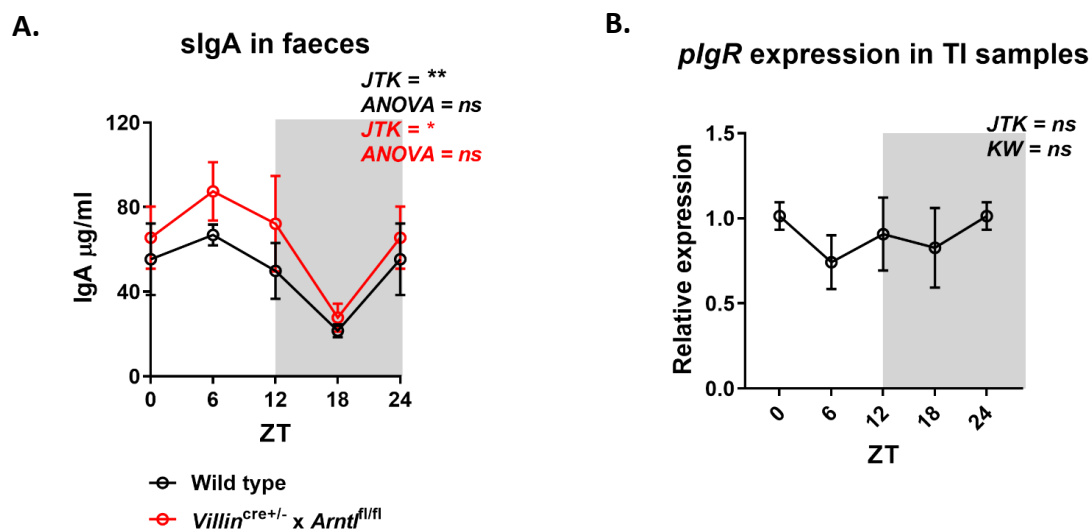 A.
sIgA in faeces
JTK = **
ANOVA = ns
JTK = *
ANOVA = ns
120
80
40
0
IgA µg/ml
0 6 12 18 24
ZT
Wild type
Villincre+/- x Arntlfl/fl
B.
pIgR expression in TI samples
JTK = ns
KW = ns
1.5
1.0
0.5
0.0
Relative expression
0 6 12 18 24
ZT